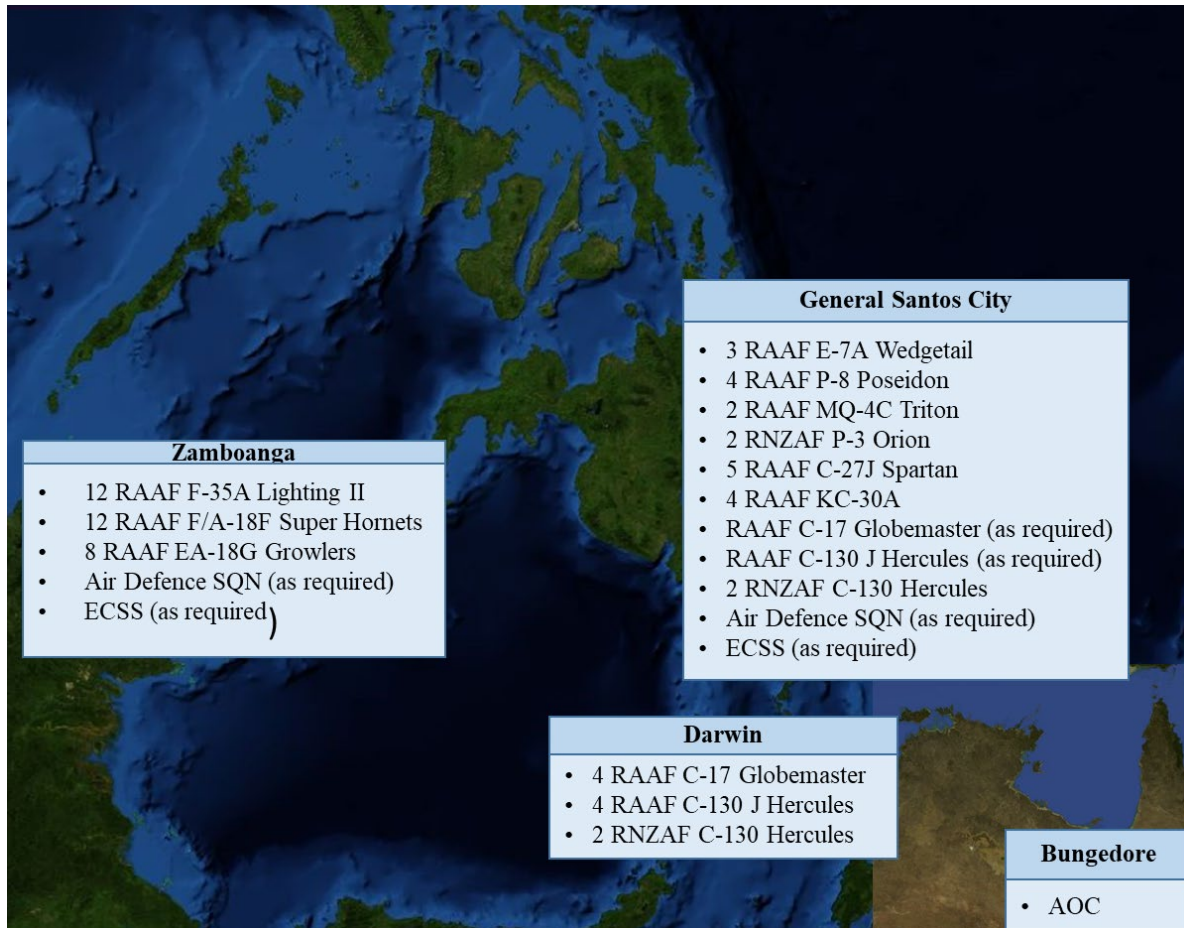 General Santos City
• 3 RAAF E-7A Wedgetail
• 4 RAAF P-8 Poseidon
• 2 RAAF MQ-4C Triton
• 2 RNZAF P-3 Orion
• 5 RAAF C-27J Spartan
• 4 RAAF KC-30A
• RAAF C-17 Globemaster (as required)
• RAAF C-130 J Hercules (as required)
• 2 RNZAF C-130 Hercules
• Air Defence SQN (as required)
• ECSS (as required)
Zamboanga
• 12 RAAF F-35A Lighting II
• 12 RAAF F/A-18F Super Hornets
• 8 RAAF EA-18G Growlers
• Air Defence SQN (as required)
• ECSS (as required)
Darwin
• 4 RAAF C-17 Globemaster
• 4 RAAF C-130 J Hercules
• 2 RNZAF C-130 Hercules
Bungedore
• AOC